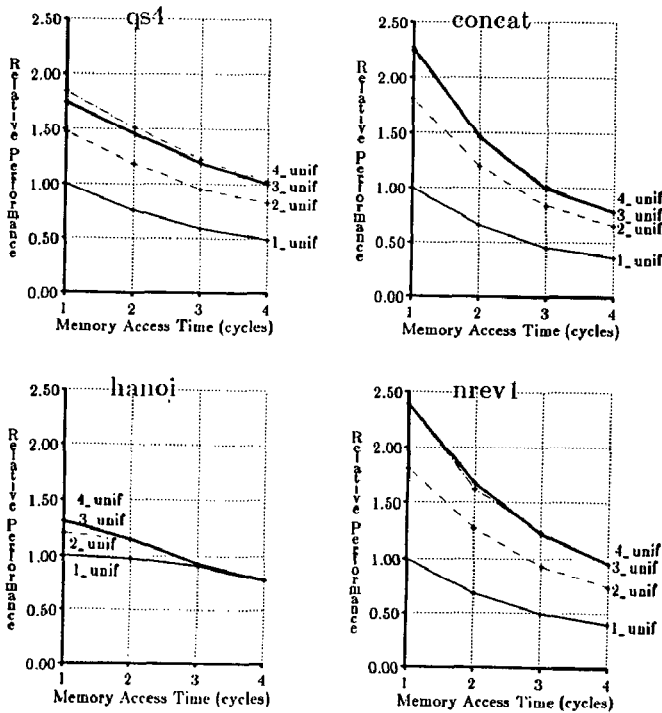 qs4
2.50
2.00
1.50
1.00
0.50
0.00
Relative Performance
4_unif
3_unif
2_unif
1_unif
1 2 3 4
Memory Access Time (cycles)
concat
2.50
2.00
1.50
1.00
0.50
0.00
Relative Performance
4_unif
3_unif
2_unif
1_unif
1 2 3 4
Memory Access Time (cycles)
hanoi
2.50
2.00
1.50
1.00
0.50
0.00
Relative Performance
4_unif
3_unif
2_unif
1_unif
1 2 3 4
Memory Access Time (cycles)
nrev1
2.50
2.00
1.50
1.00
0.50
0.00
Relative Performance
4_unif
3_unif
2_unif
1_unif
1 2 3 4
Memory Access Time (cycles)